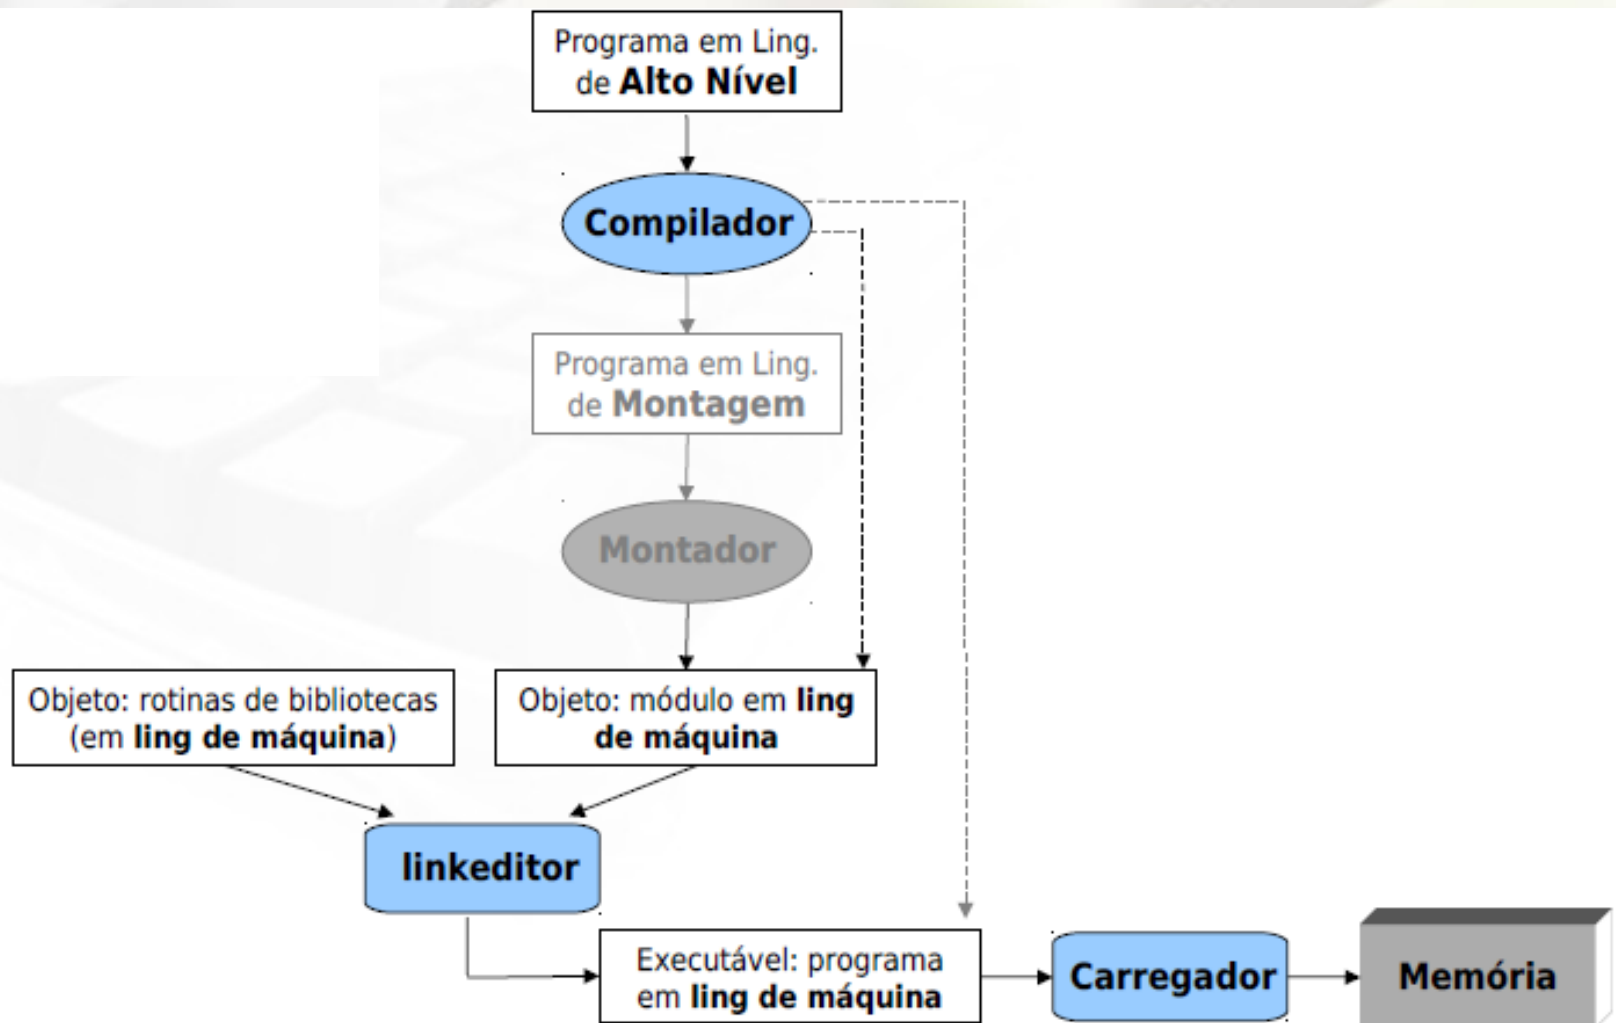 Programa em Ling.
de Alto Nível
Compilador
Programa em Ling.
de Montagem
Montador
Objeto: rotinas de bibliotecas
(em ling de máquina)
Objeto: módulo em ling
de máquina
linkeditor
Executável: programa
em ling de máquina
Carregador
Memória